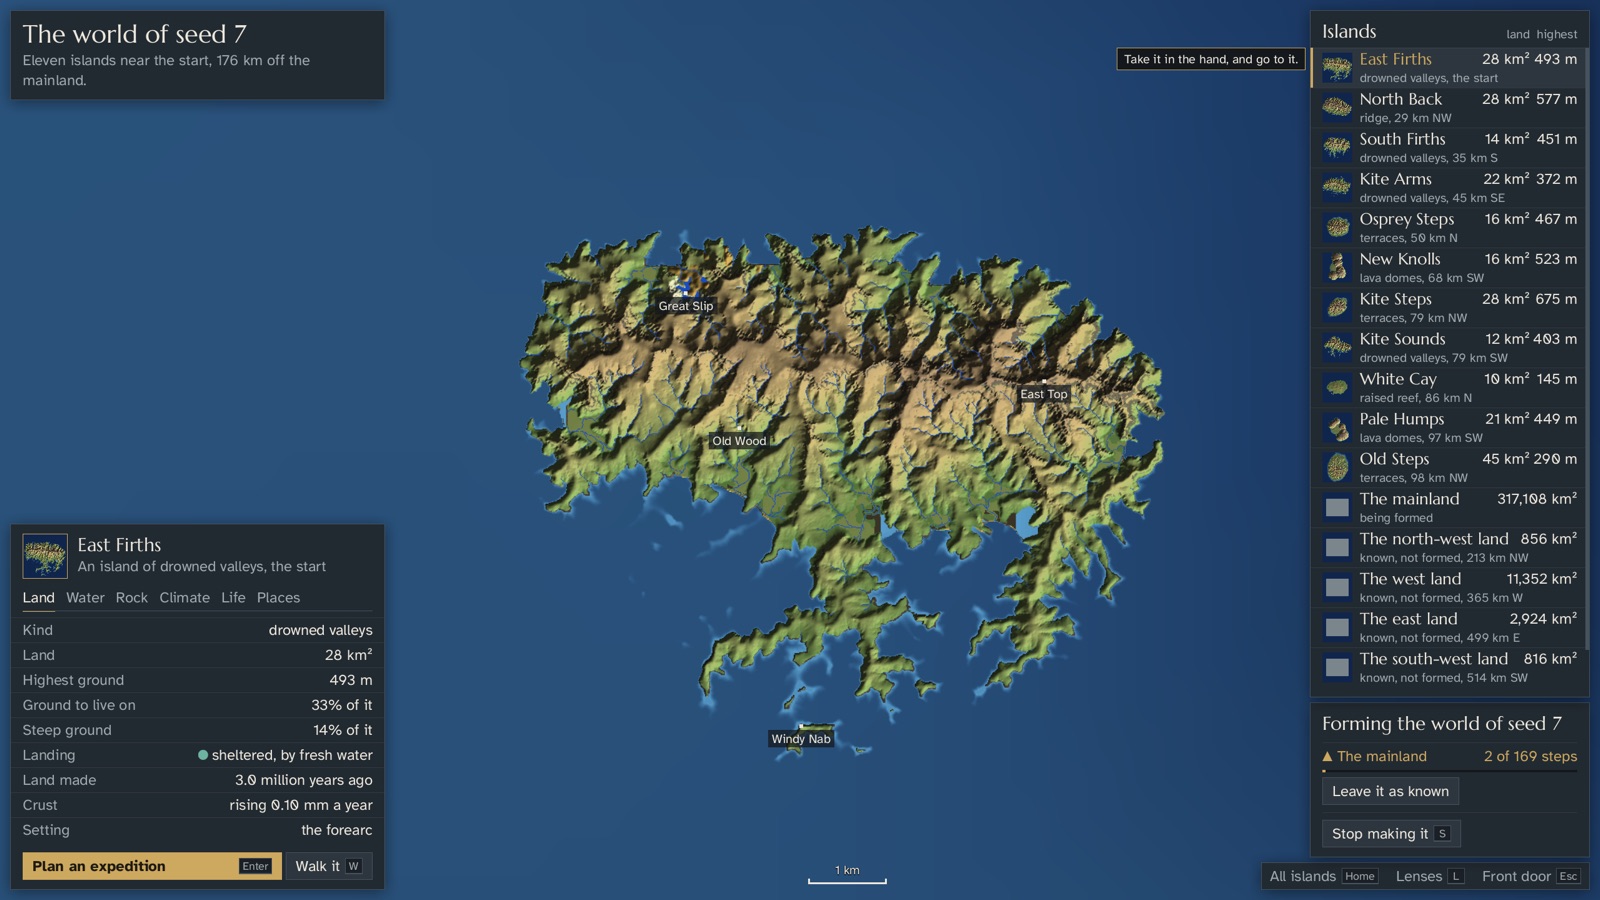 The world of seed 7
Eleven islands near the start, 176 km off the
mainland.
Take it in the hand, and go to it.
Islands land highest
East Firths 28 km² 493 m
drowned valleys, the start
North Back 28 km² 577 m
ridge, 29 km NW
South Firths 14 km² 451 m
drowned valleys, 35 km S
Kite Arms 22 km² 372 m
drowned valleys, 45 km SE
Osprey Steps 16 km² 467 m
terraces, 50 km N
New Knolls 16 km² 523 m
lava domes, 68 km SW
Kite Steps 28 km² 675 m
terraces, 79 km NW
Kite Sounds 12 km² 403 m
drowned valleys, 79 km SW
White Cay 10 km² 145 m
raised reef, 86 km N
Pale Humps 21 km² 449 m
lava domes, 97 km SW
Old Steps 45 km² 290 m
terraces, 98 km NW
The mainland 317,108 km²
being formed
The north-west land 856 km²
known, not formed, 213 km NW
The west land 11,352 km²
known, not formed, 365 km W
The east land 2,924 km²
known, not formed, 499 km E
The south-west land 816 km²
known, not formed, 514 km SW
Great Slip
East Top
Old Wood
Windy Nab
1 km
East Firths
An island of drowned valleys, the start
Land Water Rock Climate Life Places
Kind drowned valleys
Land 28 km²
Highest ground 493 m
Ground to live on 33% of it
Steep ground 14% of it
Landing sheltered, by fresh water
Land made 3.0 million years ago
Crust rising 0.10 mm a year
Setting the forearc
Plan an expedition Enter Walk it W
Forming the world of seed 7
▲ The mainland 2 of 169 steps
Leave it as known
Stop making it S
All islands Home Lenses L Front door Esc